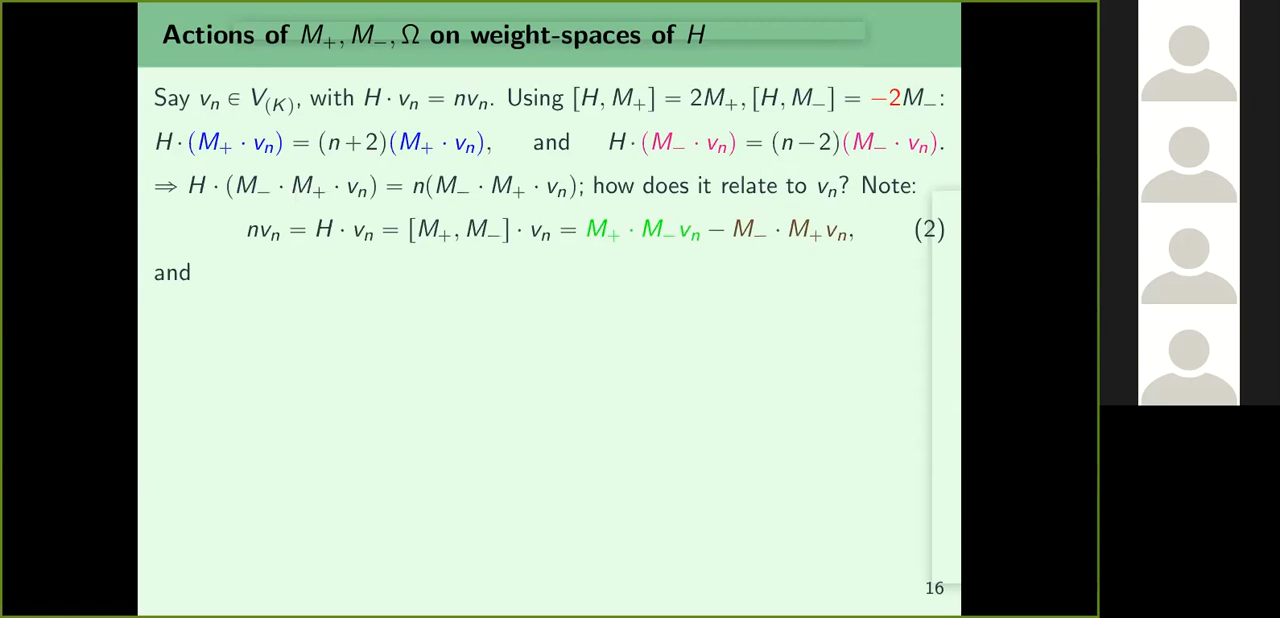 Actions of M₊, M₋, Ω on weight-spaces of H
Say vₙ ∈ V₍K₎, with H · vₙ = nvₙ. Using [H, M₊] = 2M₊, [H, M₋] = −2M₋:
H · (M₊ · vₙ) = (n + 2)(M₊ · vₙ), and H · (M₋ · vₙ) = (n − 2)(M₋ · vₙ).
⇒ H · (M₋ · M₊ · vₙ) = n(M₋ · M₊ · vₙ); how does it relate to vₙ? Note:
nvₙ = H · vₙ = [M₊, M₋] · vₙ = M₊ · M₋vₙ − M₋ · M₊vₙ, (2)
and
16